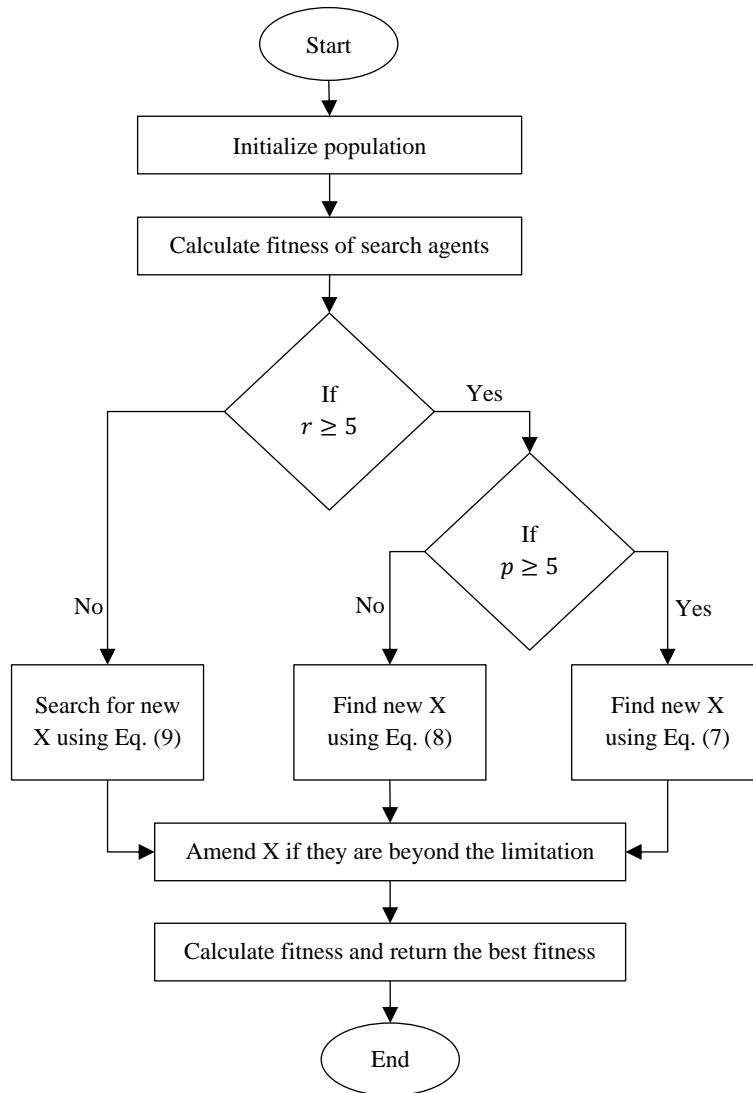 Start
Initialize population
Calculate fitness of search agents
If
r ≥ 5
Yes
If
p ≥ 5
No
No
Yes
Search for new
X using Eq. (9)
Find new X
using Eq. (8)
Find new X
using Eq. (7)
Amend X if they are beyond the limitation
Calculate fitness and return the best fitness
End